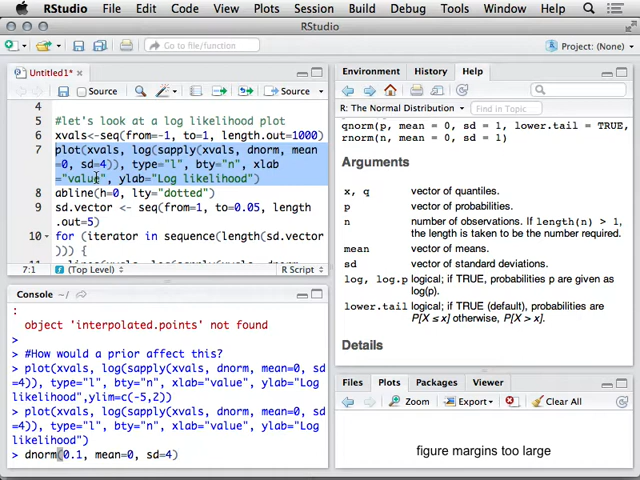 RStudio File Edit Code View Plots Session Build Debug Tools Window Help
RStudio
Go to file/function
Project: (None)
Untitled1*
Source
Source
4
5 #let's look at a log likelihood plot
6 xvals<-seq(from=-1, to=1, length.out=1000)
7 plot(xvals, log(sapply(xvals, dnorm, mean
=0, sd=4)), type="l", bty="n", xlab
="value", ylab="Log likelihood")
8 abline(h=0, lty="dotted")
9 sd.vector <- seq(from=1, to=0.05, length
.out=5)
10 for (iterator in sequence(length(sd.vector
))) {
7:1 (Top Level) R Script
Console ~/
:
object 'interpolated.points' not found
>
> #How would a prior affect this?
> plot(xvals, log(sapply(xvals, dnorm, mean=0, sd
=4)), type="l", bty="n", xlab="value", ylab="Log
likelihood",ylim=c(-5,2))
> plot(xvals, log(sapply(xvals, dnorm, mean=0, sd
=4)), type="l", bty="n", xlab="value", ylab="Log
likelihood")
> dnorm(0.1, mean=0, sd=4)
Environment History Help
R: The Normal Distribution Find in Topic
qnorm(p, mean = 0, sd = 1, lower.tail = TRUE,
rnorm(n, mean = 0, sd = 1)
Arguments
x, q vector of quantiles.
p vector of probabilities.
n number of observations. If length(n) > 1,
the length is taken to be the number required.
mean vector of means.
sd vector of standard deviations.
log, log.p logical; if TRUE, probabilities p are given as
log(p).
lower.tail logical; if TRUE (default), probabilities are
P[X ≤ x] otherwise, P[X > x].
Details
Files Plots Packages Viewer
Zoom Export Clear All
figure margins too large